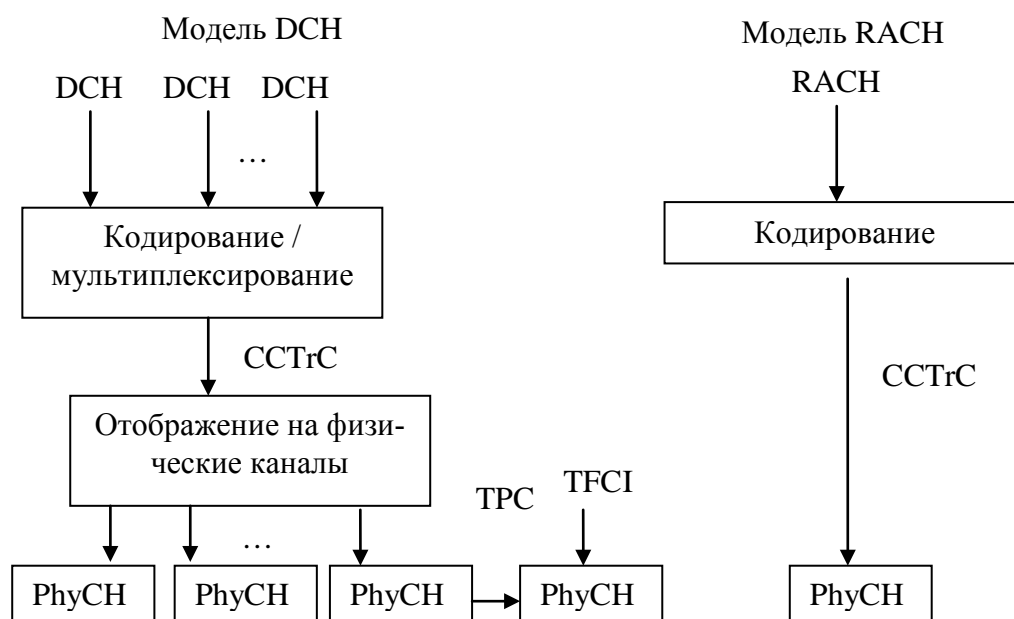 Модель DCH
Модель RACH
DCH DCH DCH
RACH
…
Кодирование /
мультиплексирование
Кодирование
CCTrC
CCTrC
Отображение на физи-
ческие каналы
TPC
TFCI
…
PhyCH PhyCH PhyCH PhyCH PhyCH